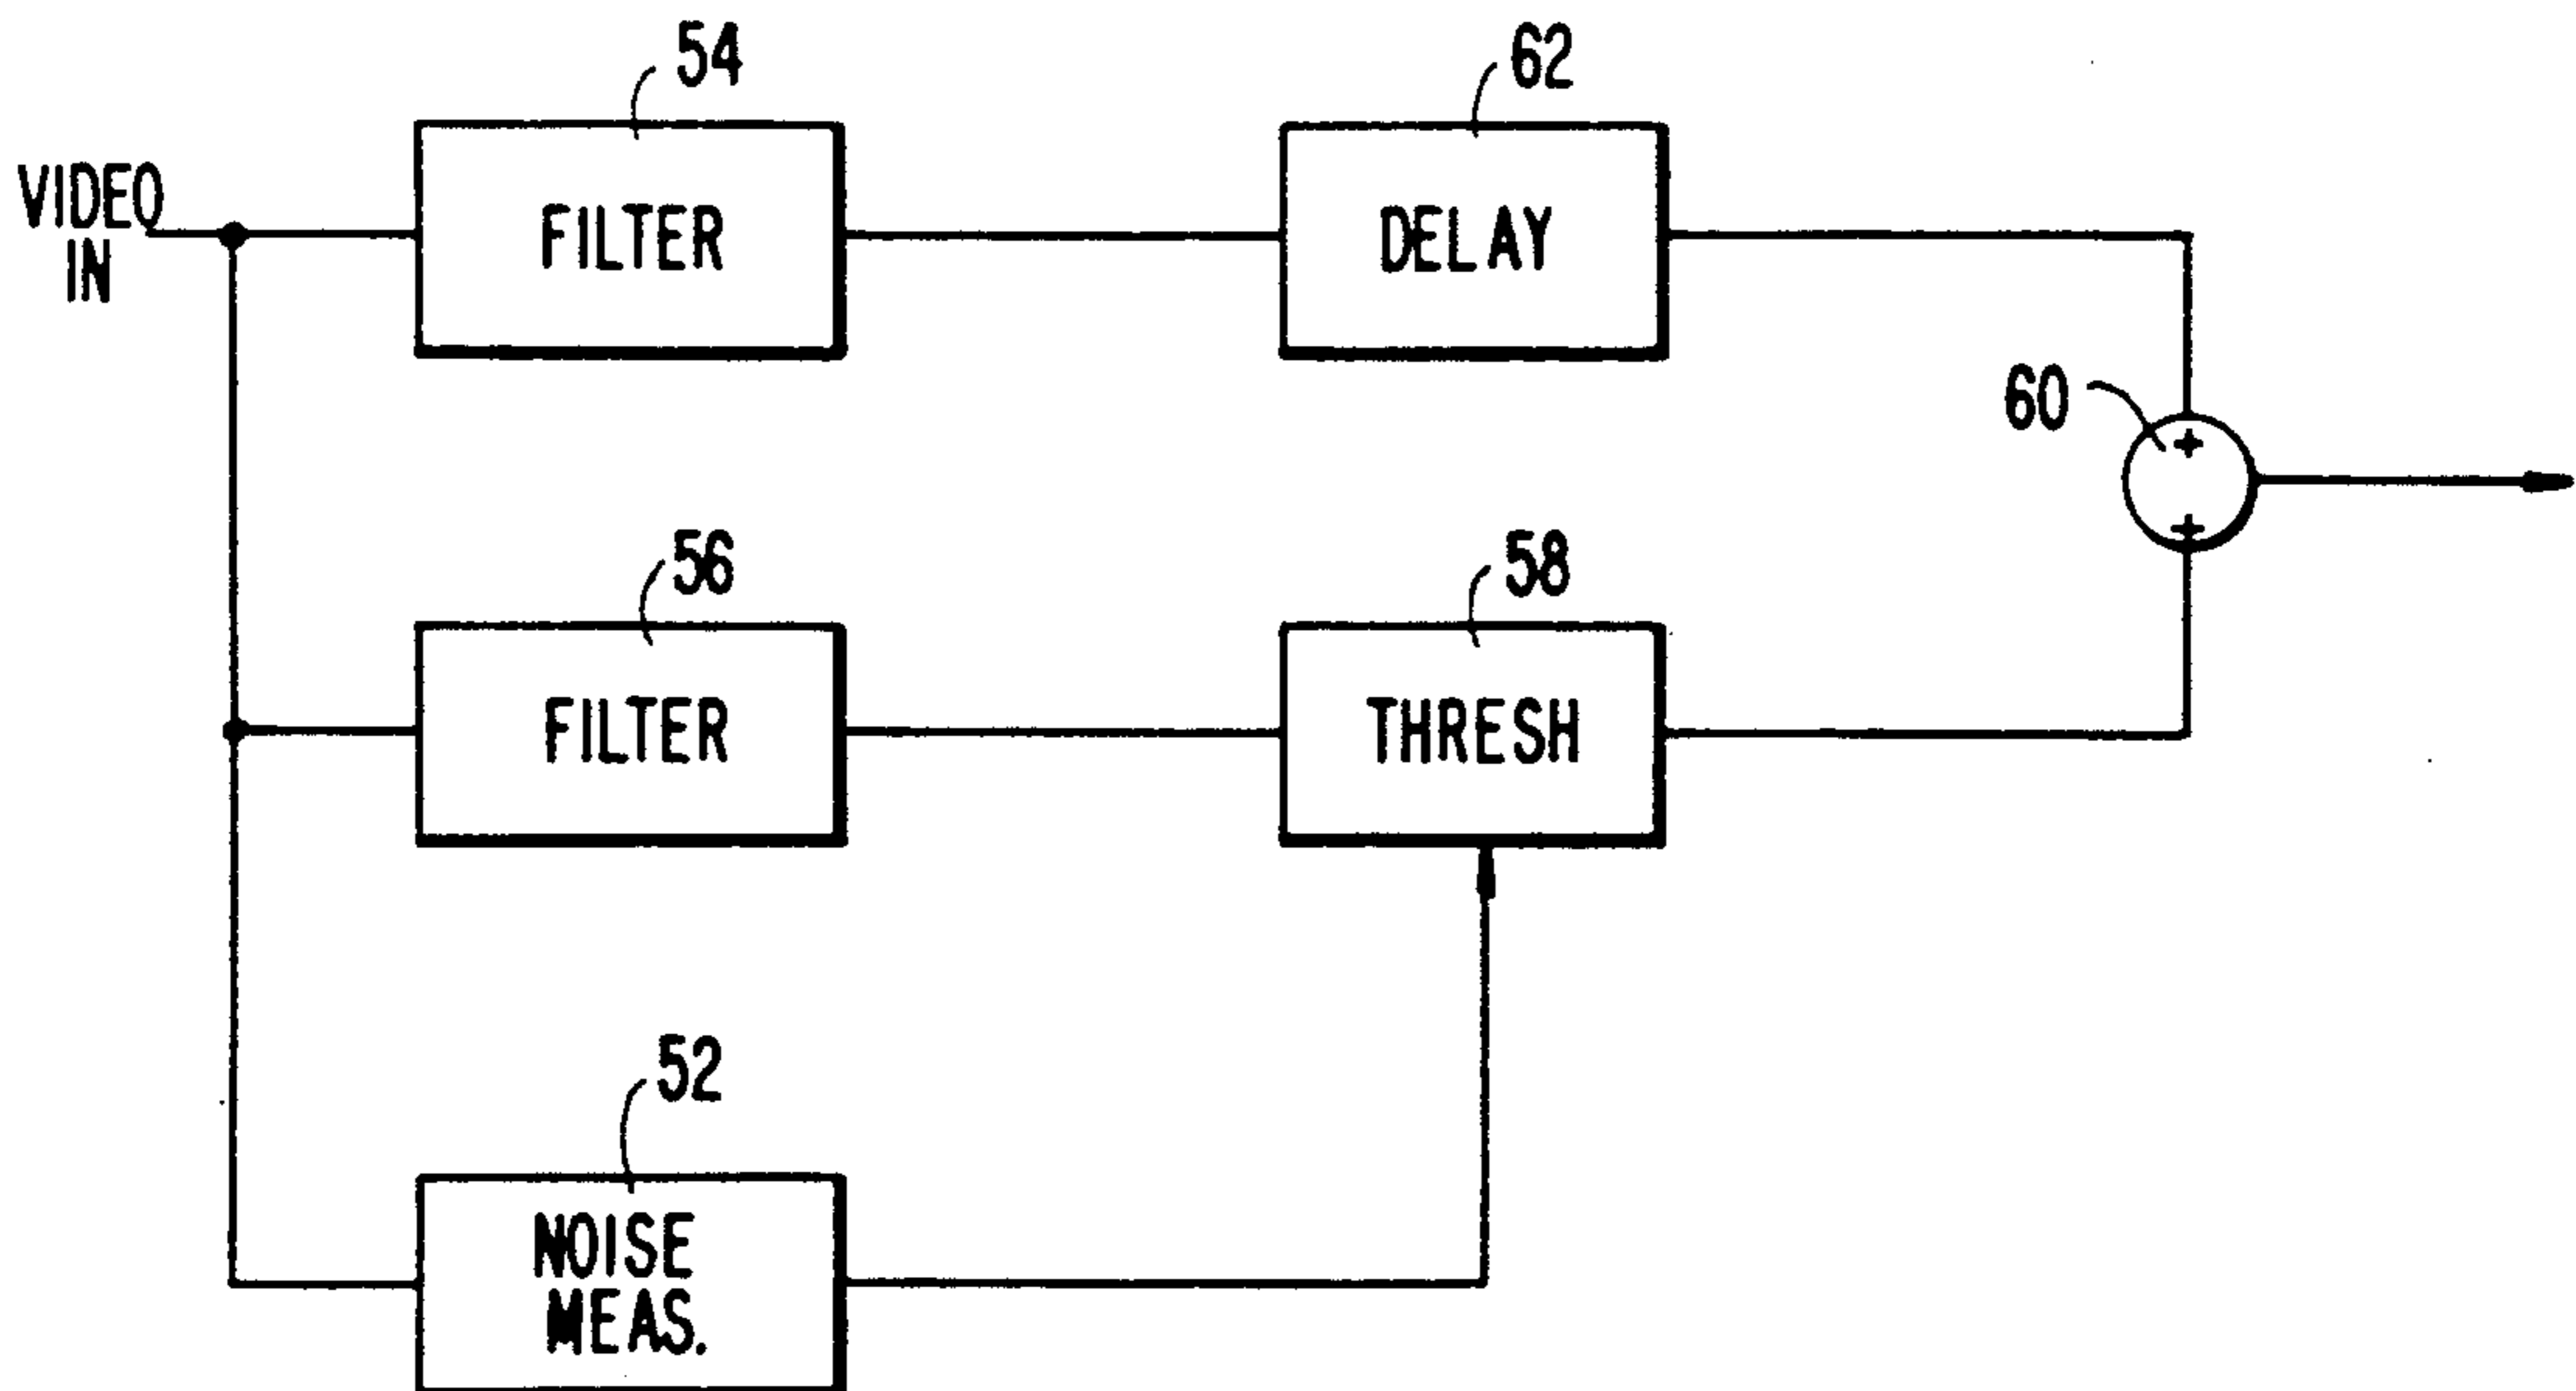 54
62
VIDEO
IN
FILTER
DELAY
60
+
+
56
58
FILTER
THRESH
52
NOISE
MEAS.